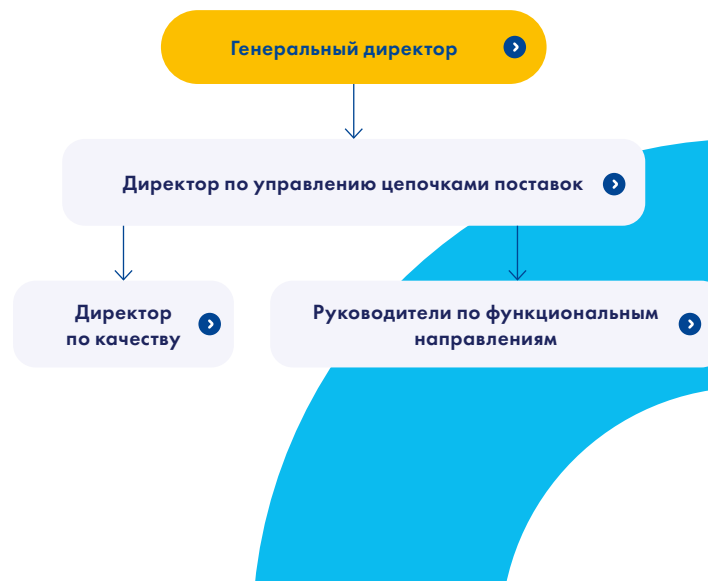 Генеральный директор
Директор по управлению цепочками поставок
Директор
по качеству
Руководители по функциональным
направлениям